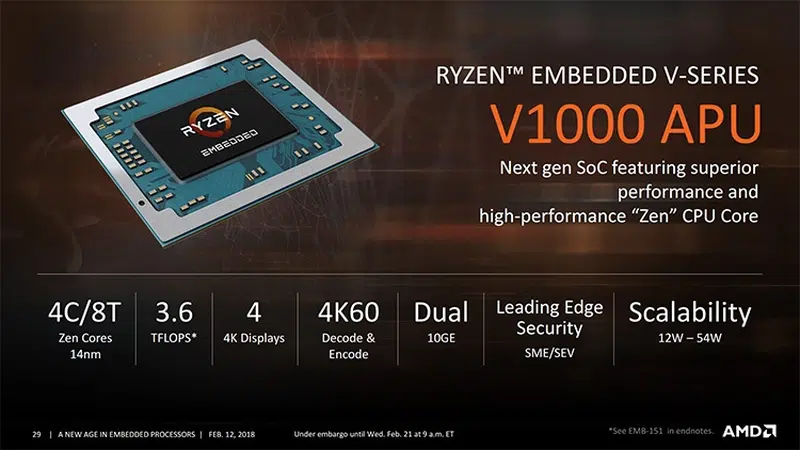 RYZEN
EMBEDDED
RYZEN™ EMBEDDED V-SERIES
V1000 APU
Next gen SoC featuring superior
performance and
high-performance “Zen” CPU Core
4C/8T
Zen Cores
14nm
3.6
TFLOPS*
4
4K Displays
4K60
Decode &
Encode
Dual
10GE
Leading Edge
Security
SME/SEV
Scalability
12W – 54W
29 | A NEW AGE IN EMBEDDED PROCESSORS | FEB. 12, 2018
Under embargo until Wed. Feb. 21 at 9 a.m. ET
*See EMB-151 in endnotes.
AMD